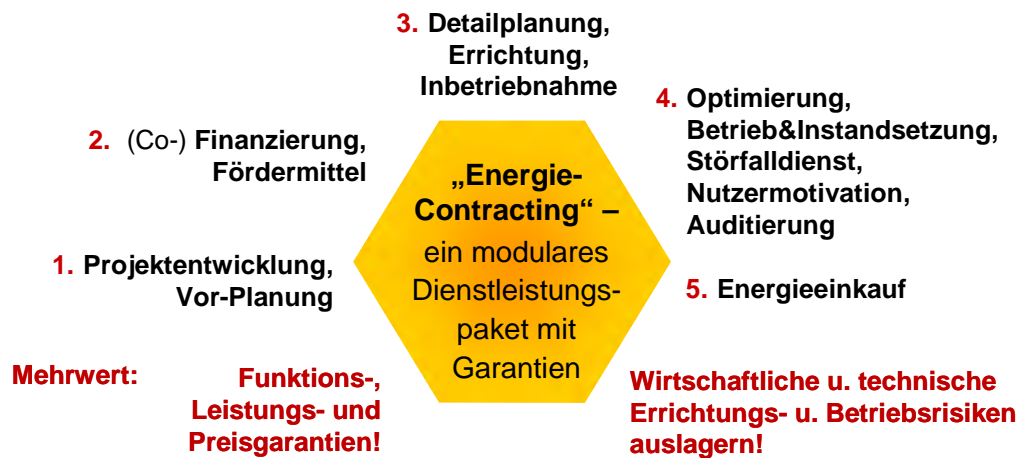 3. Detailplanung,
Errichtung,
Inbetriebnahme
2. (Co-) Finanzierung,
Fördermittel
1. Projektentwicklung,
Vor-Planung
„Energie-
Contracting“ –
ein modulares
Dienstleistungs-
paket mit
Garantien
4. Optimierung,
Betrieb&Instandsetzung,
Störfalldienst,
Nutzermotivation,
Auditierung
5. Energieeinkauf
Mehrwert:
Funktions-,
Leistungs- und
Preisgarantien!
Wirtschaftliche u. technische
Errichtungs- u. Betriebsrisiken
auslagern!